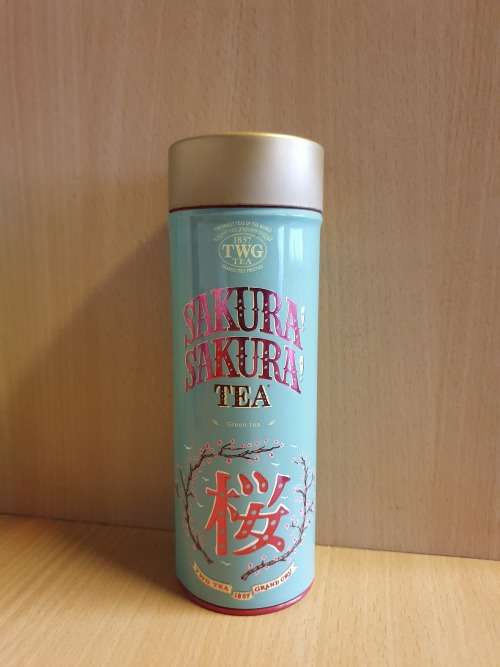 1837
TWG
TEA
SAKURA!
SAKURA!
TEA
Green tea
桜
TWG TEA 1837 GRAND CRU